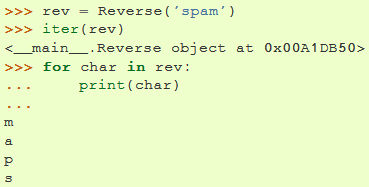 >>> rev = Reverse('spam')
>>> iter(rev)
<__main__.Reverse object at 0x00A1DB50>
>>> for char in rev:
...     print(char)
...
m
a
p
s